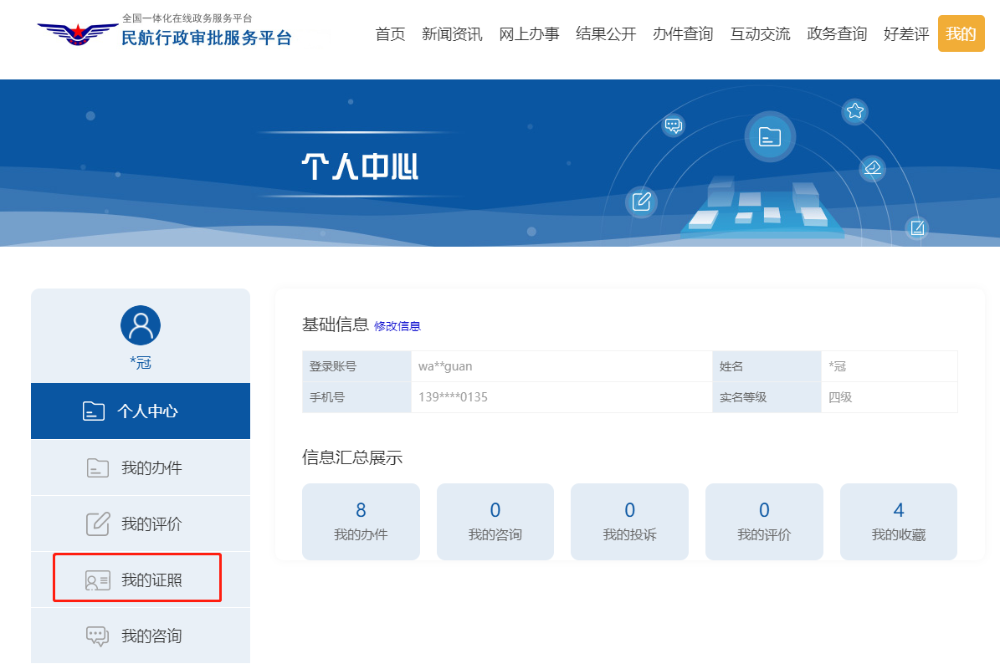 全国一体化在线政务服务平台
民航行政审批服务平台
首页 新闻资讯 网上办事 结果公开 办件查询 互动交流 政务查询 好差评 我的
个人中心
*冠
个人中心
我的办件
我的评价
我的证照
我的咨询
基础信息 修改信息
登录账号 wa**guan 姓名 *冠
手机号 139****0135 实名等级 四级
信息汇总展示
8 0 0 0 4
我的办件 我的咨询 我的投诉 我的评价 我的收藏